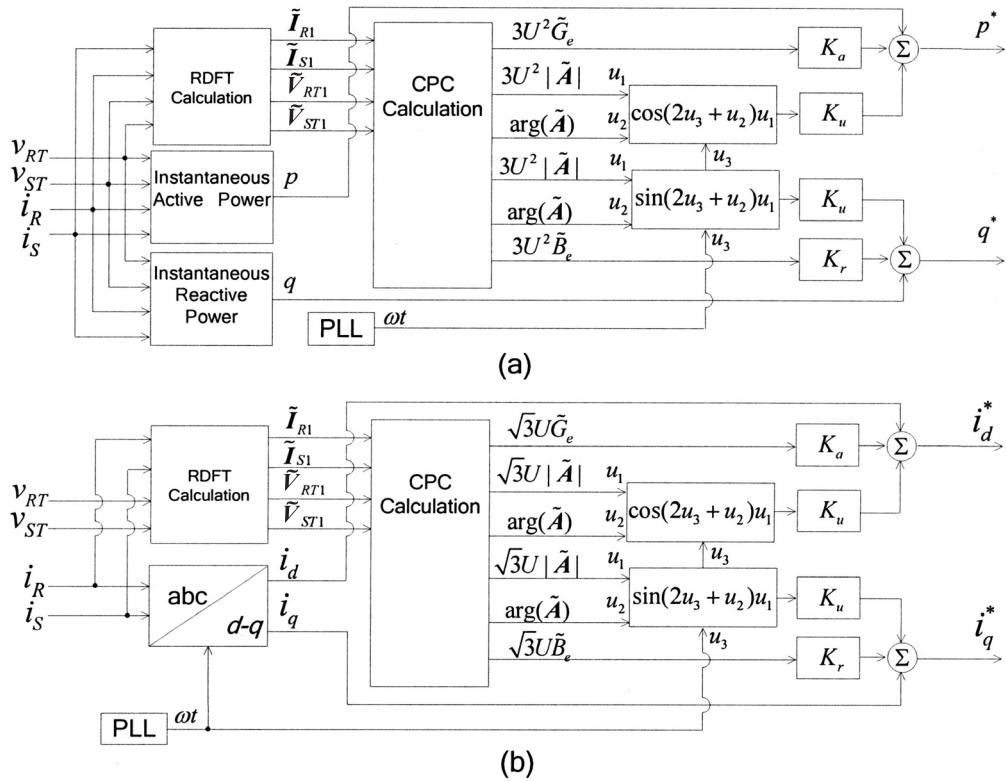 Ĩ_R1
3U²G̃_e
p*
K_a
Σ
Ĩ_S1
RDFT
Calculation
CPC
Calculation
3U²|Ã|
u₁
Ṽ_RT1
cos(2u₃ + u₂)u₁
K_u
Ṽ_ST1
arg(Ã)
u₂
v_RT
u₃
Instantaneous
Active Power
p
3U²|Ã|
u₁
v_ST
sin(2u₃ + u₂)u₁
K_u
i_R
arg(Ã)
u₂
q*
i_S
u₃
3U²B̃_e
K_r
Σ
Instantaneous
Reactive
Power
q
PLL
ωt
(a)
Ĩ_R1
√3UG̃_e
i_d*
K_a
Σ
Ĩ_S1
RDFT
Calculation
CPC
Calculation
√3U|Ã|
u₁
v_RT
Ṽ_RT1
cos(2u₃ + u₂)u₁
K_u
v_ST
Ṽ_ST1
arg(Ã)
u₂
u₃
i_R
abc
d-q
i_d
√3U|Ã|
u₁
sin(2u₃ + u₂)u₁
K_u
i_S
i_q
arg(Ã)
u₂
i_q*
u₃
√3UB̃_e
K_r
Σ
PLL
ωt
(b)